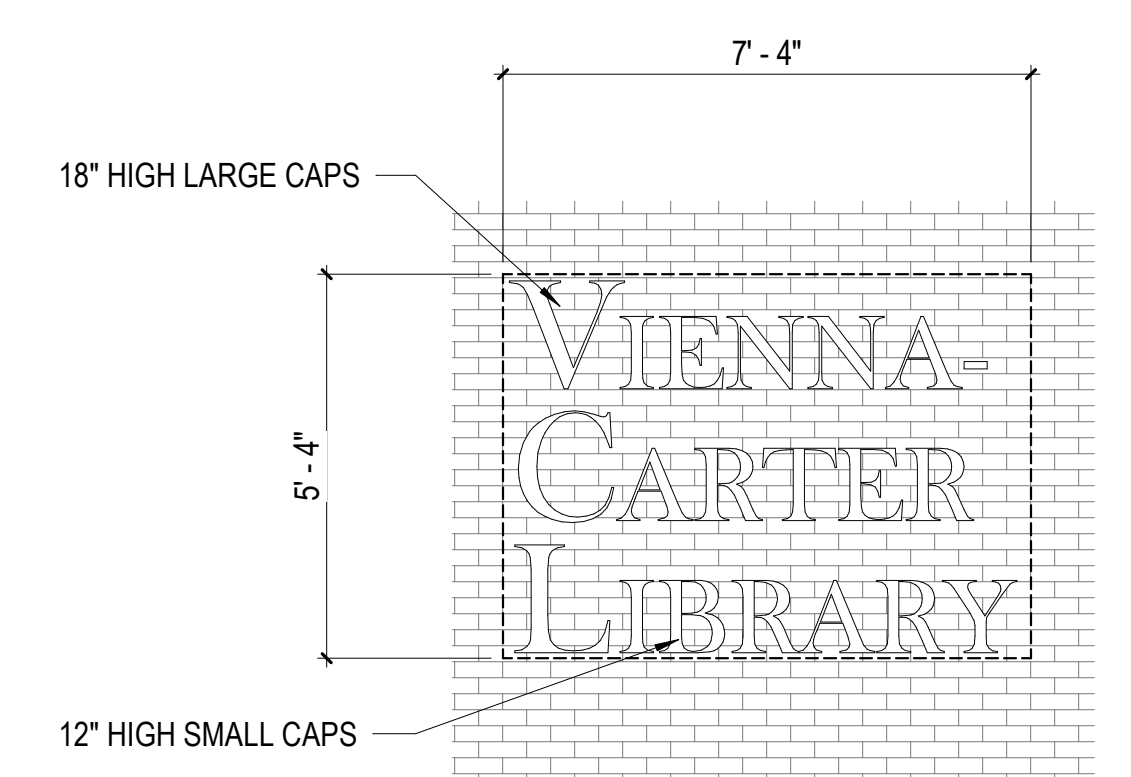 7' - 4"
18" HIGH LARGE CAPS
5' - 4"
VIENNA-
CARTER
LIBRARY
12" HIGH SMALL CAPS